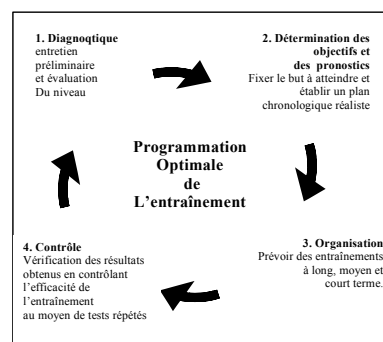 1. Diagnoqtique
entretien
préliminaire
et évaluation
Du niveau
2. Détermination des
objectifs et
des pronostics
Fixer le but à atteindre et
établir un plan
chronologique réaliste
Programmation
Optimale
de
L'entraînement
4. Contrôle
Vérification des résultats
obtenus en contrôlant
l'efficacité de
l'entraînement
au moyen de tests répétés
3. Organisation
Prévoir des entraînements
à long, moyen et
court terme.